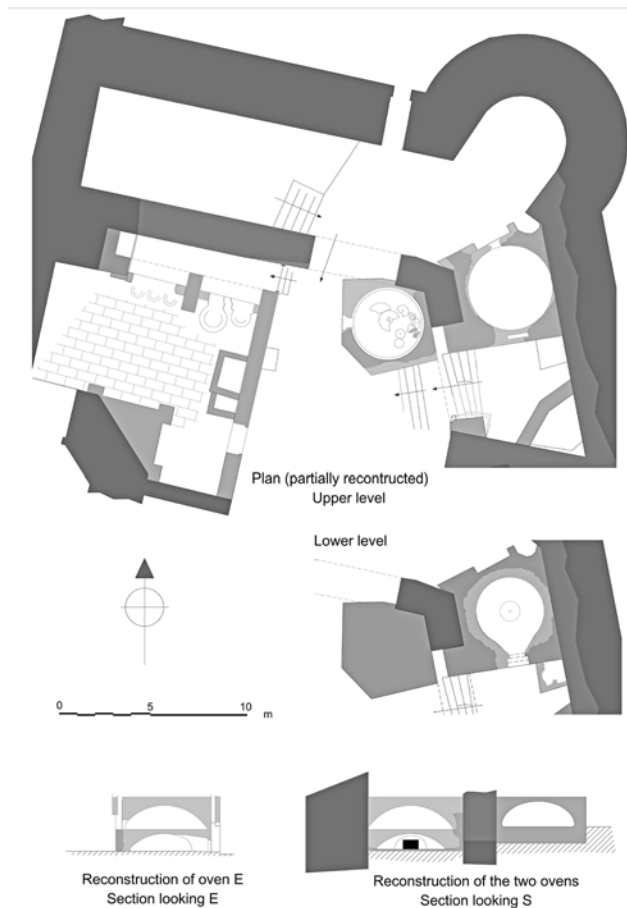 Plan (partially recontructed)
Upper level
Lower level
0 5 10 m
Reconstruction of oven E
Section looking E
Reconstruction of the two ovens
Section looking S